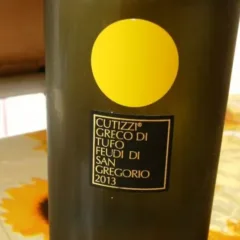 CUTIZZI®
GRECO DI
TUFO
FEUDI DI
SAN
GREGORIO
2013